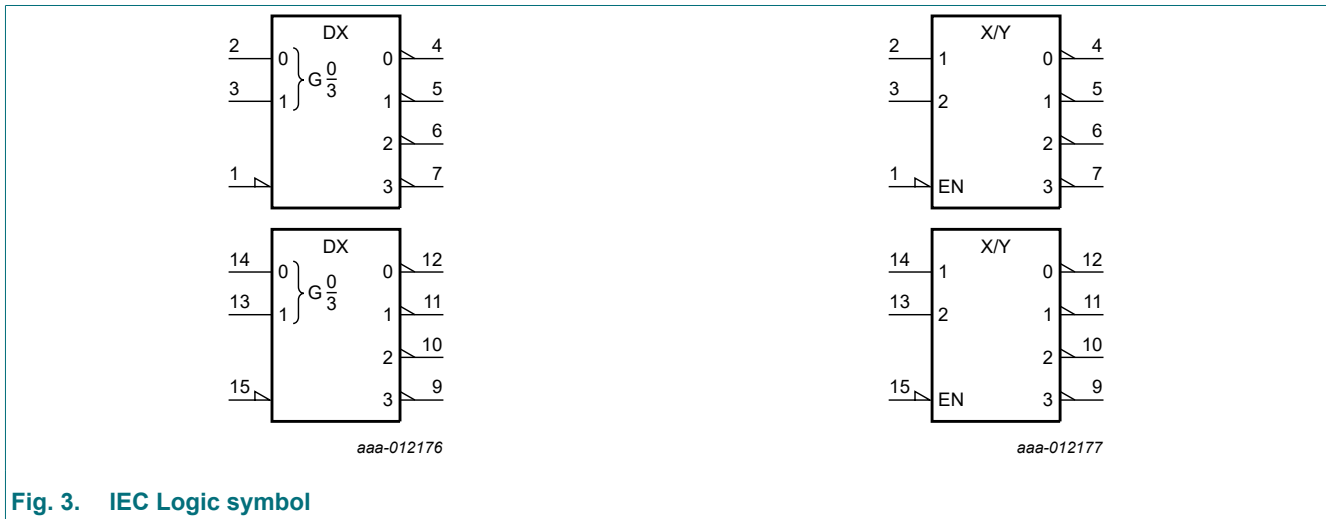 DX
2 0 0 4
G 0/3
3 1 1 5
2 6
1 3 7
DX
14 0 0 12
G 0/3
13 1 1 11
2 10
15 3 9
aaa-012176
X/Y
2 1 0 4
3 2 1 5
2 6
1 EN 3 7
X/Y
14 1 0 12
13 2 1 11
2 10
15 EN 3 9
aaa-012177
Fig. 3. IEC Logic symbol